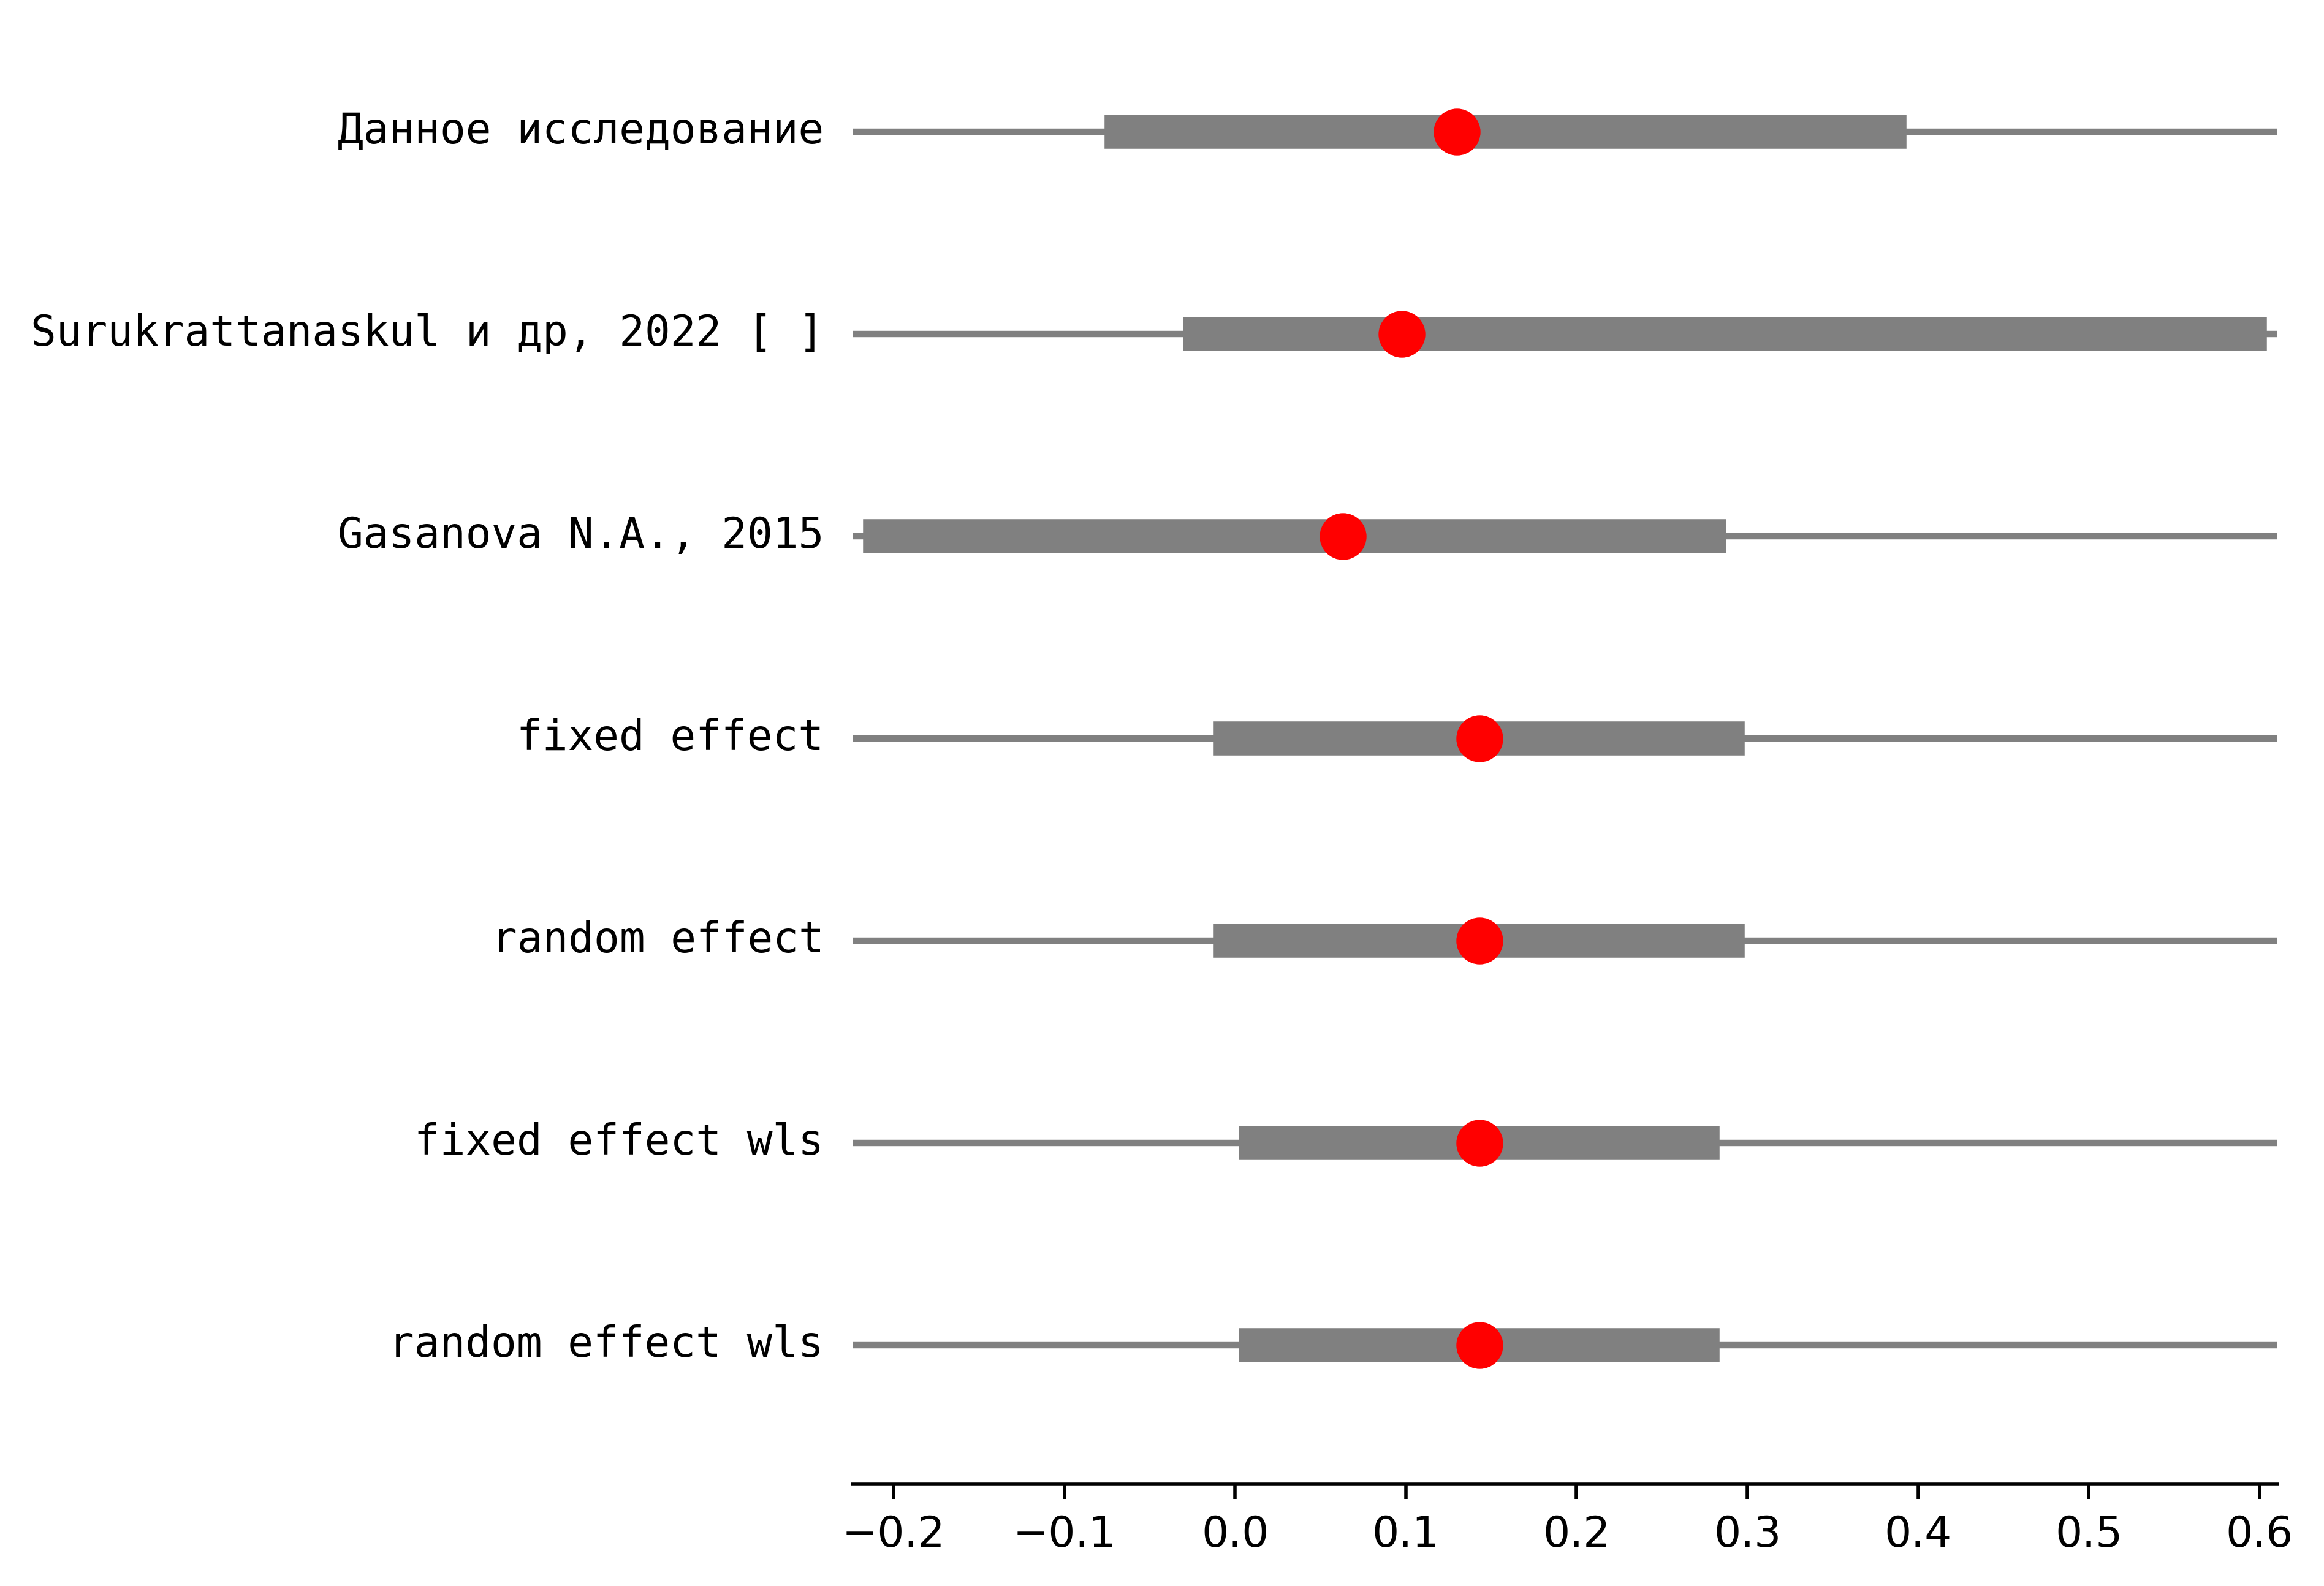 Данное исследование
Surukrattanaskul и др, 2022 [ ]
Gasanova N.A., 2015
fixed effect
random effect
fixed effect wls
random effect wls
−0.2 −0.1 0.0 0.1 0.2 0.3 0.4 0.5 0.6